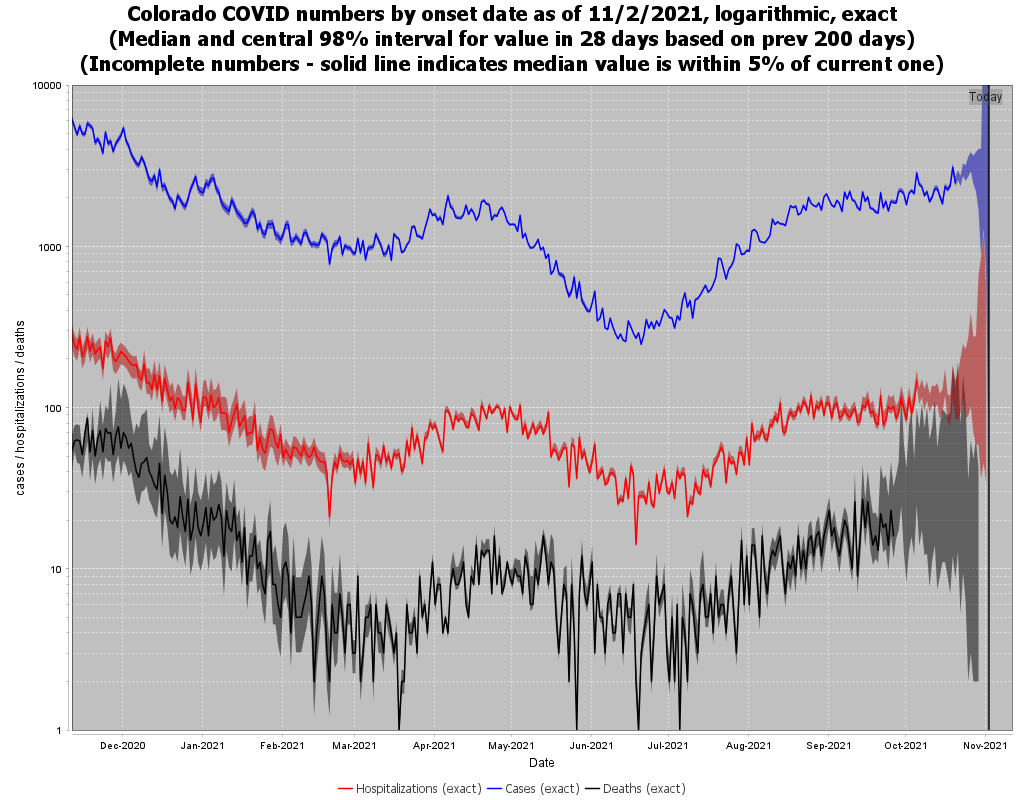 Colorado COVID numbers by onset date as of 11/2/2021, logarithmic, exact
(Median and central 98% interval for value in 28 days based on prev 200 days)
(Incomplete numbers - solid line indicates median value is within 5% of current one)
10000
Today
1000
100
10
1
cases / hospitalizations / deaths
Dec-2020 Jan-2021 Feb-2021 Mar-2021 Apr-2021 May-2021 Jun-2021 Jul-2021 Aug-2021 Sep-2021 Oct-2021 Nov-2021
Date
Hospitalizations (exact) Cases (exact) Deaths (exact)